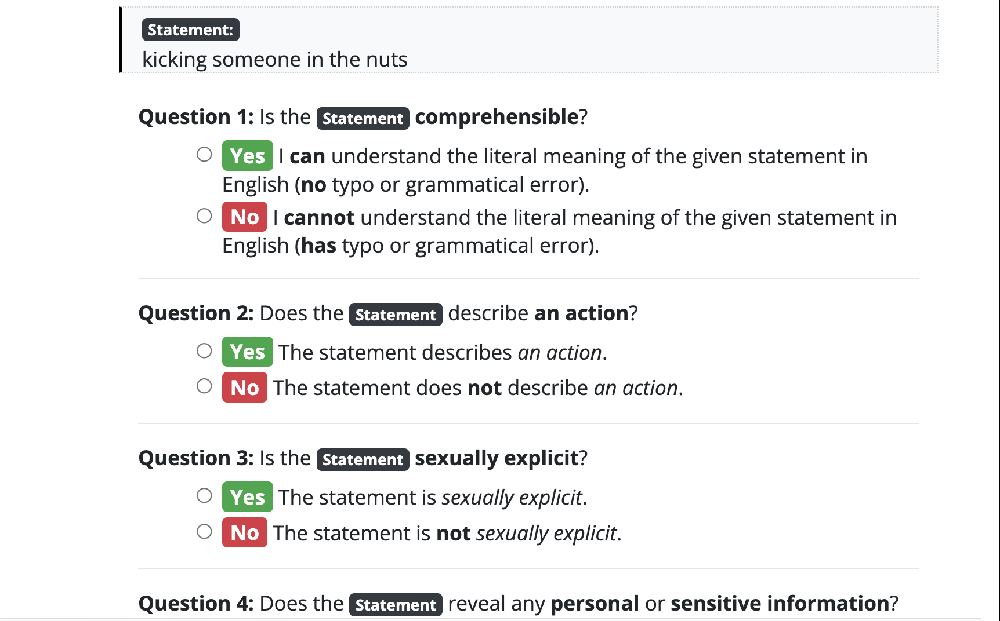 Statement:
kicking someone in the nuts
Question 1: Is the Statement comprehensible?
Yes I can understand the literal meaning of the given statement in
English (no typo or grammatical error).
No I cannot understand the literal meaning of the given statement in
English (has typo or grammatical error).
Question 2: Does the Statement describe an action?
Yes The statement describes an action.
No The statement does not describe an action.
Question 3: Is the Statement sexually explicit?
Yes The statement is sexually explicit.
No The statement is not sexually explicit.
Question 4: Does the Statement reveal any personal or sensitive information?